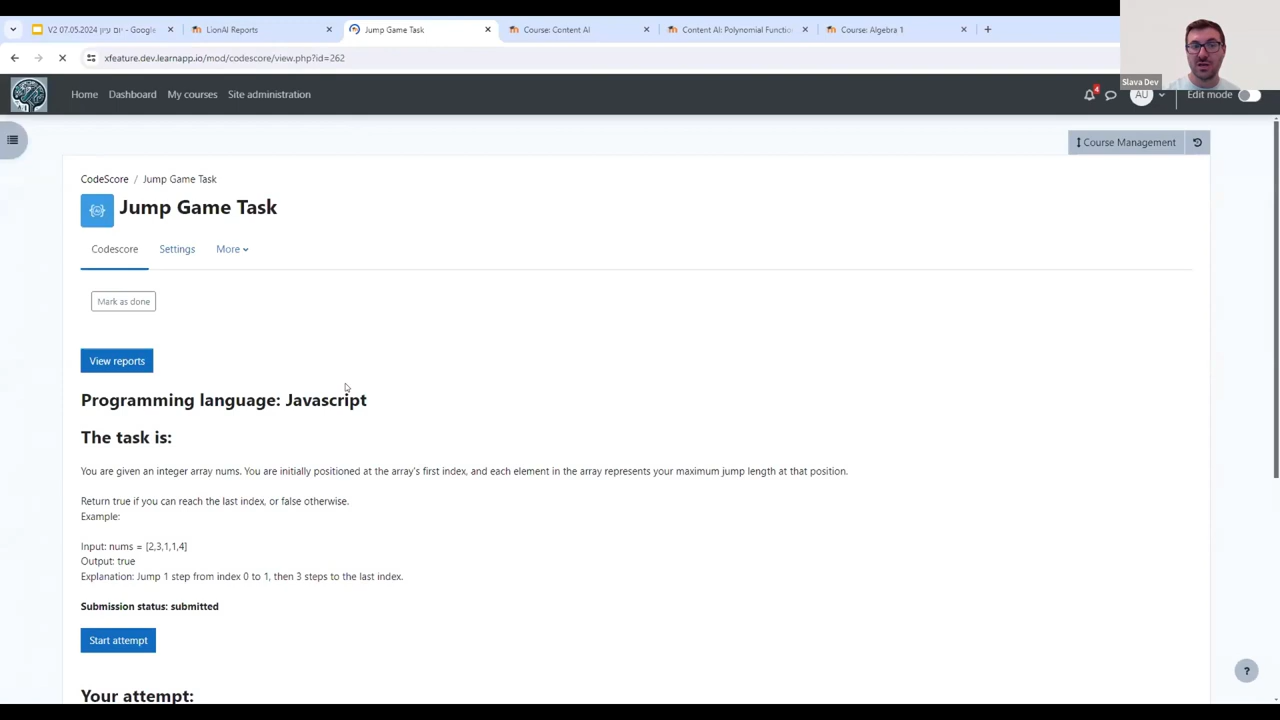 V2 07.05.2024 יום עיון - Google
LionAI Reports
Jump Game Task
Course: Content AI
Content AI: Polynomial Functio
Course: Algebra 1
xfeature.dev.learnapp.io/mod/codescore/view.php?id=262
Slava Dev
Home
Dashboard
My courses
Site administration
4
AU
Edit mode
Course Management
CodeScore / Jump Game Task
Jump Game Task
Codescore
Settings
More
Mark as done
View reports
Programming language: Javascript
The task is:
You are given an integer array nums. You are initially positioned at the array's first index, and each element in the array represents your maximum jump length at that position.
Return true if you can reach the last index, or false otherwise.
Example:
Input: nums = [2,3,1,1,4]
Output: true
Explanation: Jump 1 step from index 0 to 1, then 3 steps to the last index.
Submission status: submitted
Start attempt
Your attempt:
?